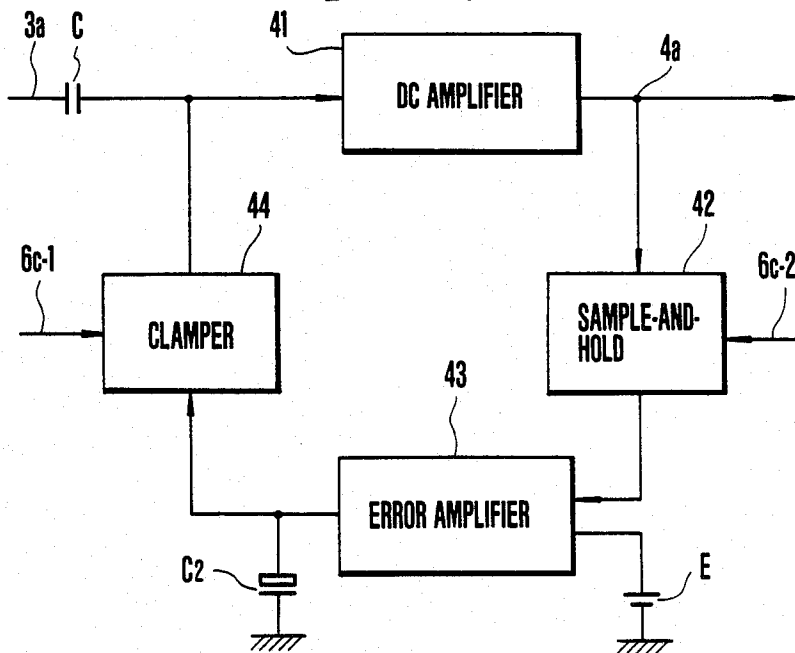 3a
C
41
DC AMPLIFIER
4a
44
42
6c-1
6c-2
CLAMPER
SAMPLE-AND-
HOLD
43
ERROR AMPLIFIER
C2
E